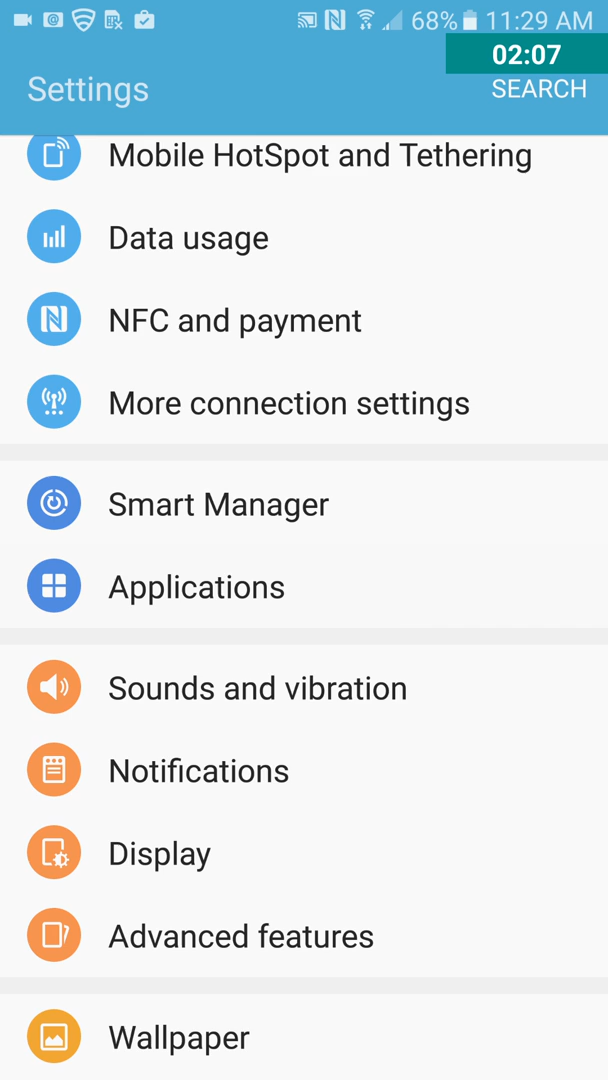 68% 11:29 AM
02:07
Settings
SEARCH
Mobile HotSpot and Tethering
Data usage
NFC and payment
More connection settings
Smart Manager
Applications
Sounds and vibration
Notifications
Display
Advanced features
Wallpaper